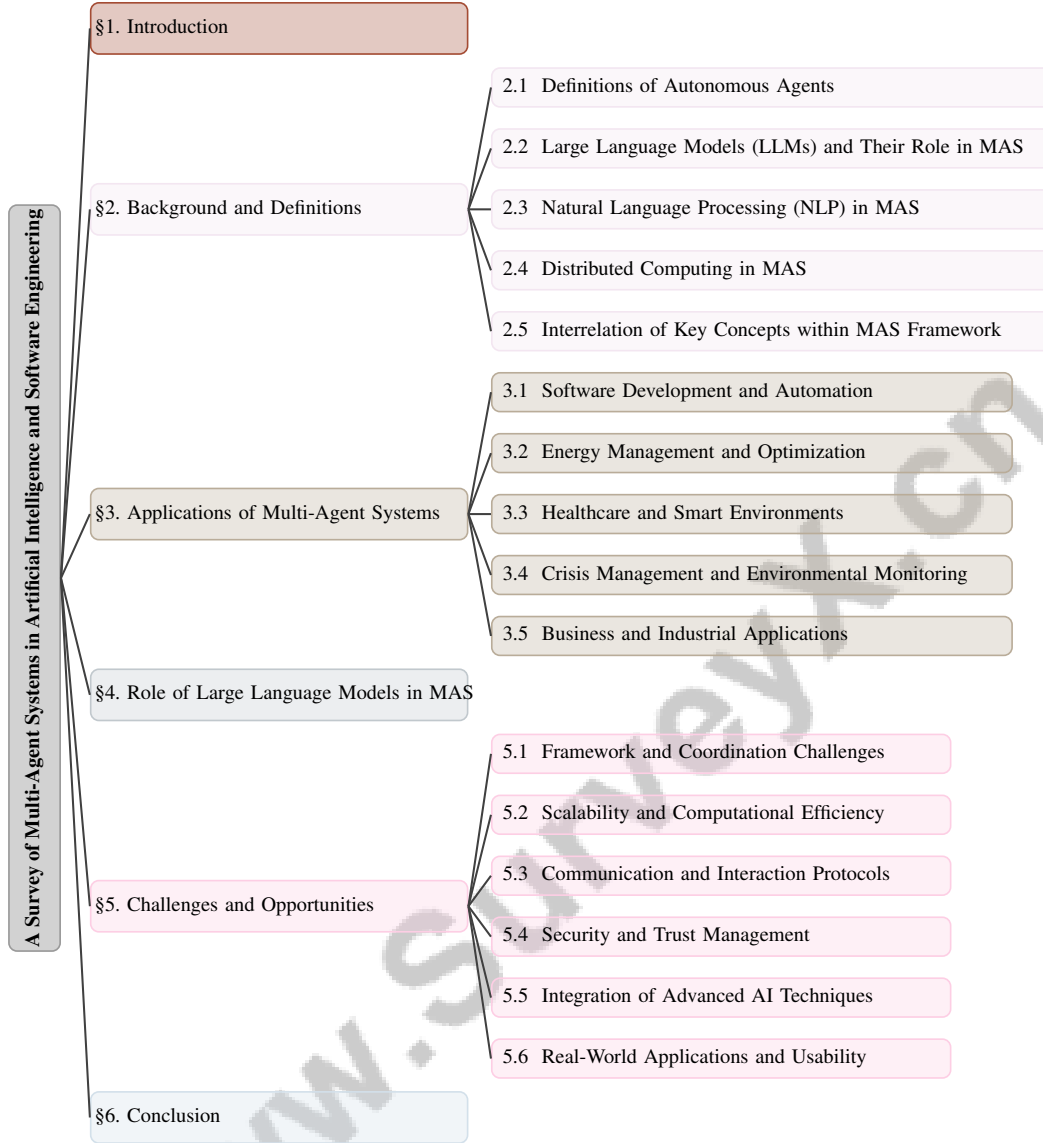 A Survey of Multi-Agent Systems in Artificial Intelligence and Software Engineering
§1. Introduction
§2. Background and Definitions
2.1 Definitions of Autonomous Agents
2.2 Large Language Models (LLMs) and Their Role in MAS
2.3 Natural Language Processing (NLP) in MAS
2.4 Distributed Computing in MAS
2.5 Interrelation of Key Concepts within MAS Framework
§3. Applications of Multi-Agent Systems
3.1 Software Development and Automation
3.2 Energy Management and Optimization
3.3 Healthcare and Smart Environments
3.4 Crisis Management and Environmental Monitoring
3.5 Business and Industrial Applications
§4. Role of Large Language Models in MAS
§5. Challenges and Opportunities
5.1 Framework and Coordination Challenges
5.2 Scalability and Computational Efficiency
5.3 Communication and Interaction Protocols
5.4 Security and Trust Management
5.5 Integration of Advanced AI Techniques
5.6 Real-World Applications and Usability
§6. Conclusion
www.SurveyX.cn